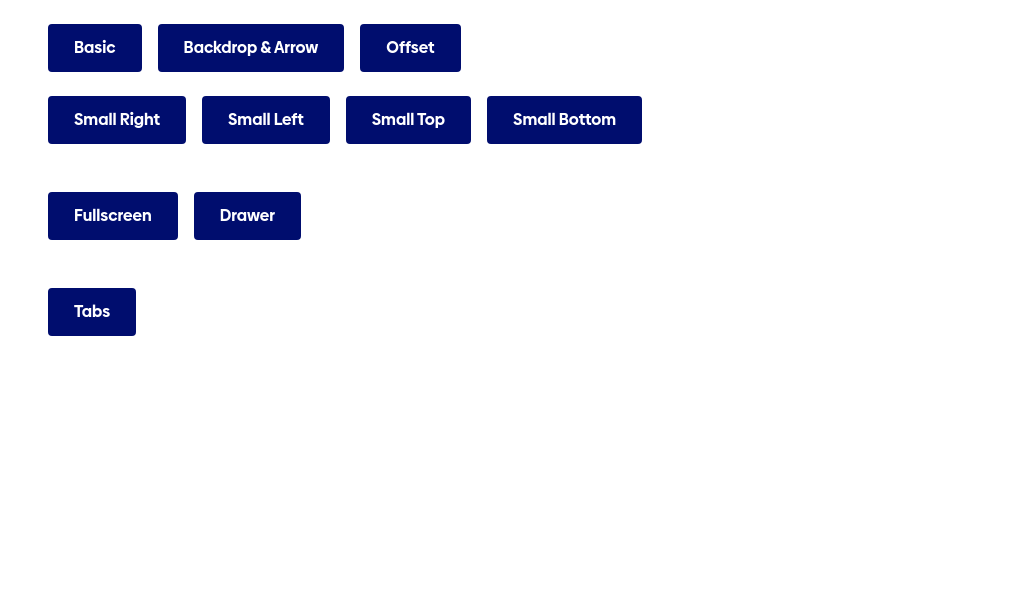 Basic Backdrop & Arrow Offset
Small Right Small Left Small Top Small Bottom
Fullscreen Drawer
Tabs